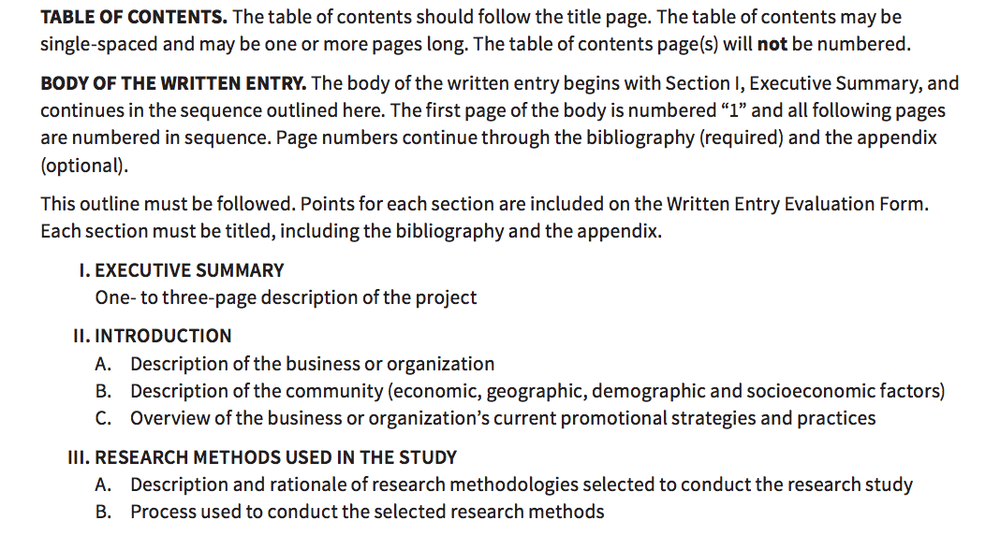 TABLE OF CONTENTS. The table of contents should follow the title page. The table of contents may be
single-spaced and may be one or more pages long. The table of contents page(s) will not be numbered.
BODY OF THE WRITTEN ENTRY. The body of the written entry begins with Section I, Executive Summary, and
continues in the sequence outlined here. The first page of the body is numbered “1” and all following pages
are numbered in sequence. Page numbers continue through the bibliography (required) and the appendix
(optional).
This outline must be followed. Points for each section are included on the Written Entry Evaluation Form.
Each section must be titled, including the bibliography and the appendix.
I. EXECUTIVE SUMMARY
One- to three-page description of the project
II. INTRODUCTION
A. Description of the business or organization
B. Description of the community (economic, geographic, demographic and socioeconomic factors)
C. Overview of the business or organization’s current promotional strategies and practices
III. RESEARCH METHODS USED IN THE STUDY
A. Description and rationale of research methodologies selected to conduct the research study
B. Process used to conduct the selected research methods